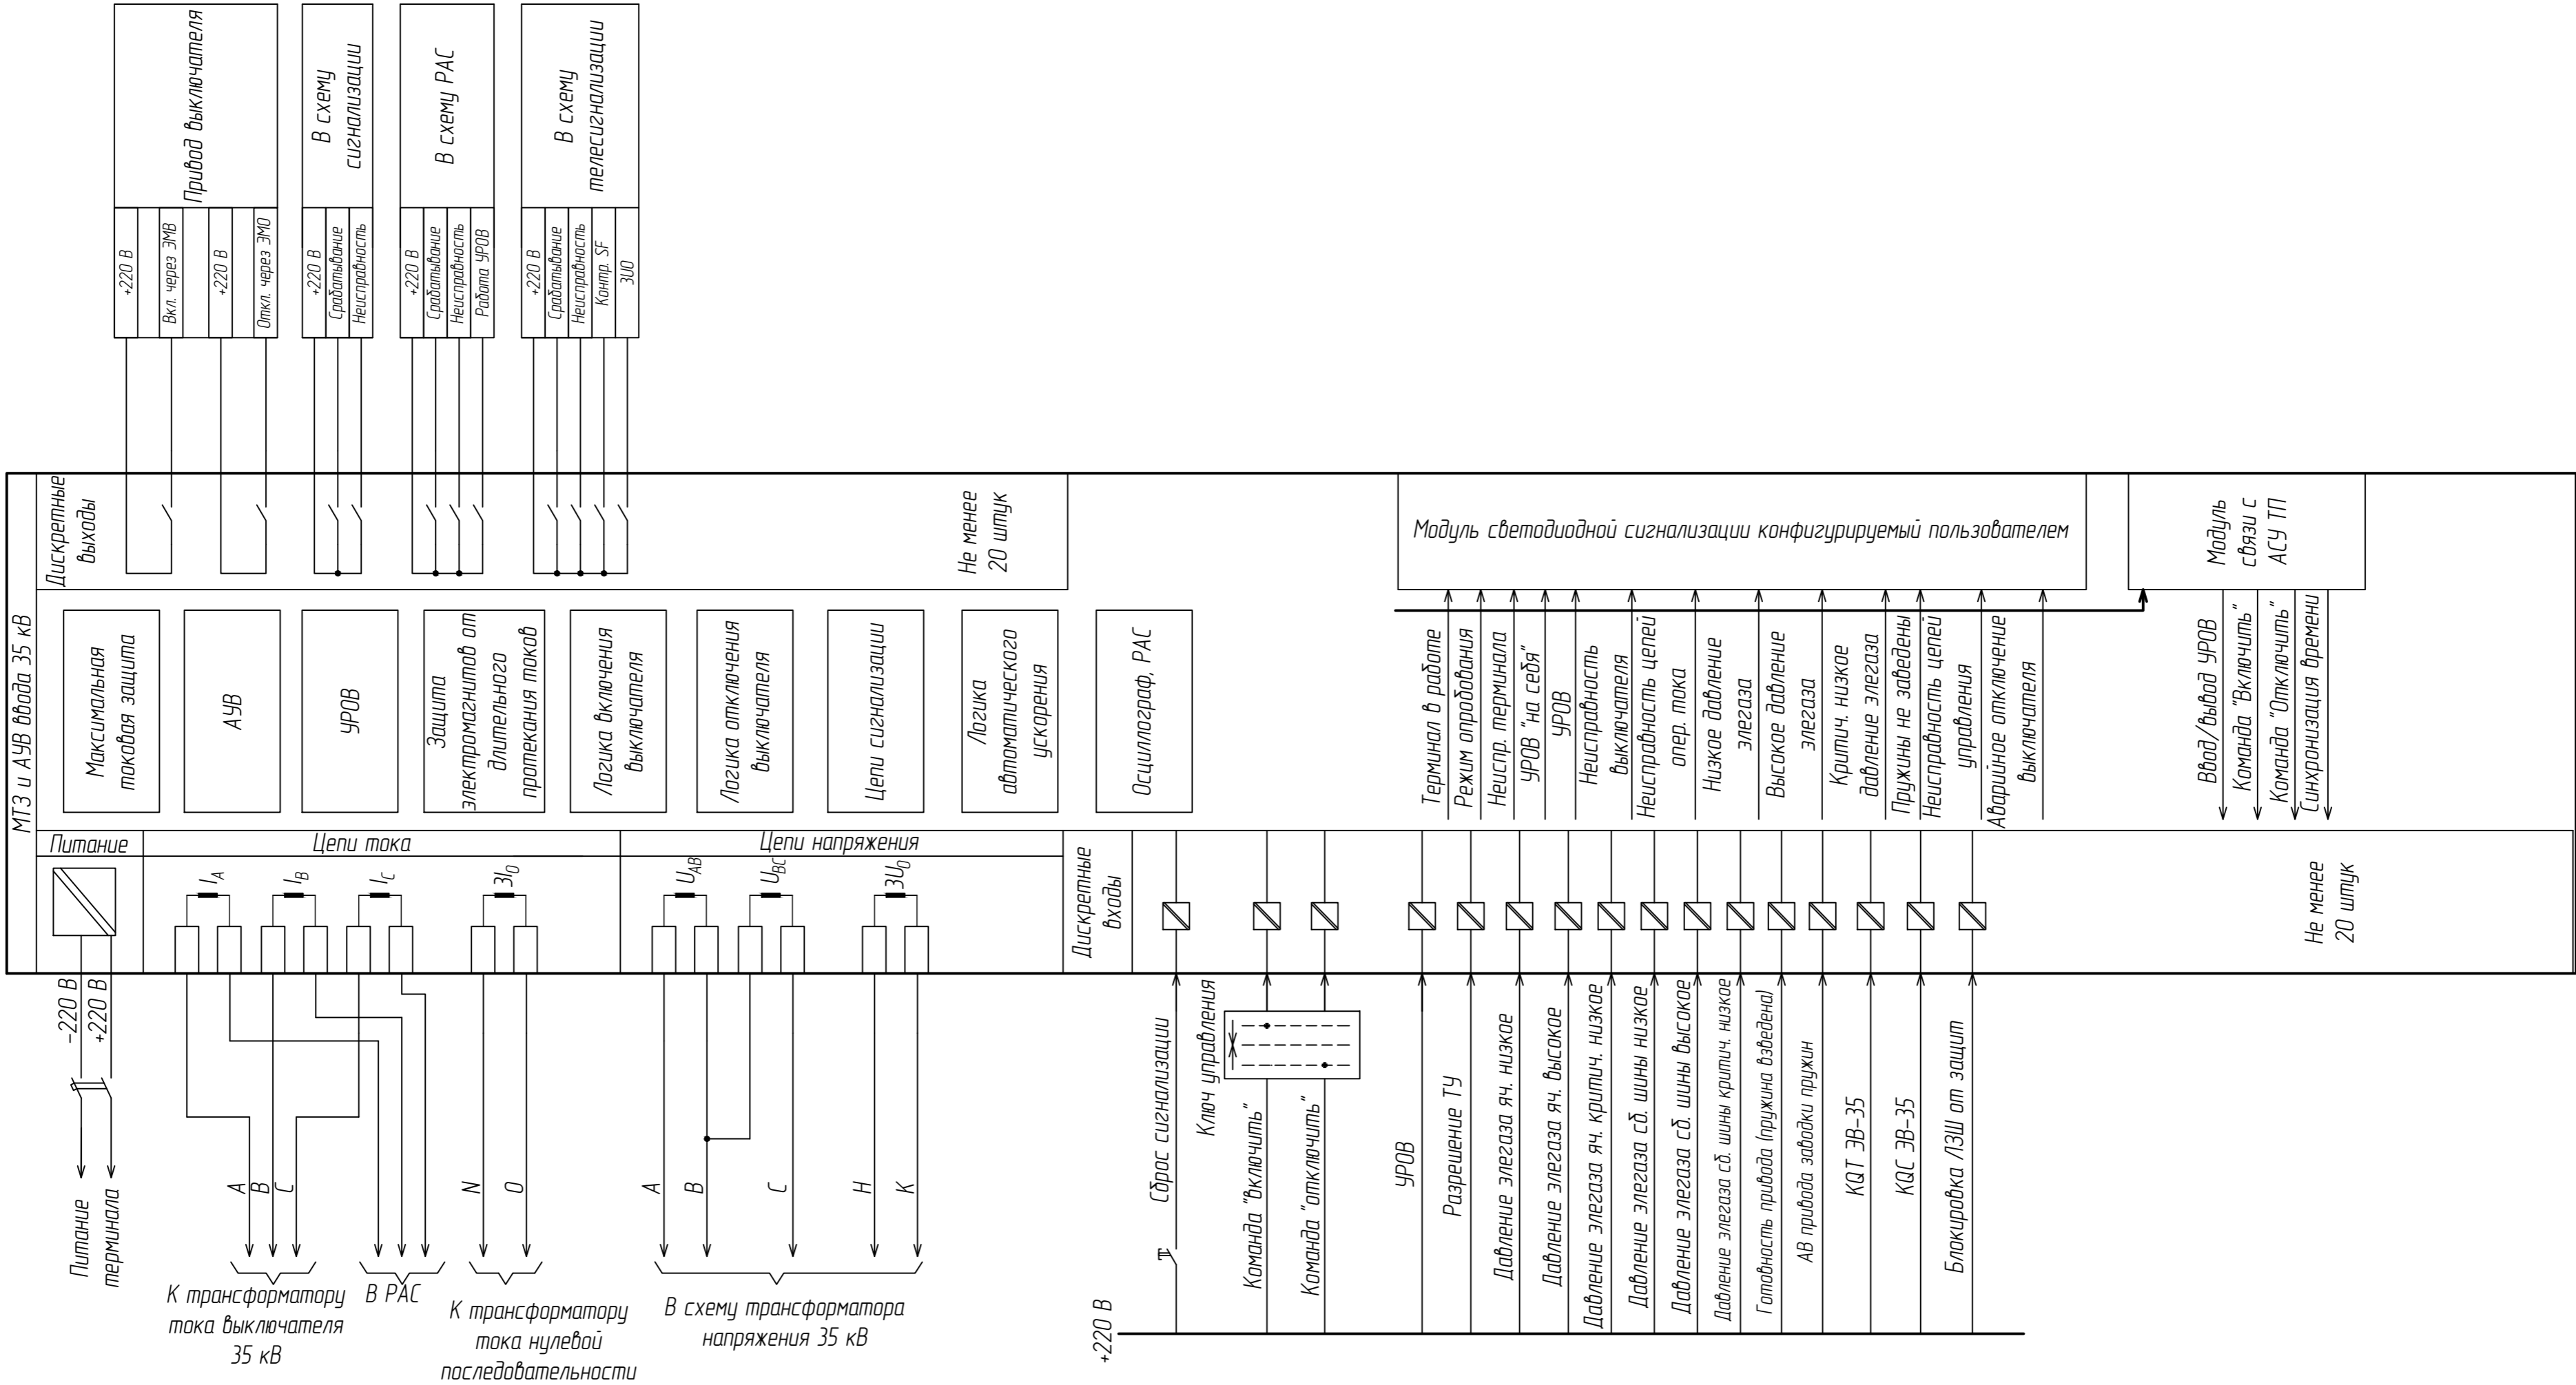 Привод выключателя
+220 В
Вкл. через ЭМВ
+220 В
Откл. через ЭМО
В схему
сигнализации
+220 В
Срабатывание
Неисправность
В схему РАС
+220 В
Срабатывание
Неисправность
Работа УРОВ
В схему
телесигнализации
+220 В
Срабатывание
Неисправность
Контр. SF
3U0
МТЗ и АУВ ввода 35 кВ
Дискретные
выходы
Не менее
20 штук
Модуль светодиодной сигнализации конфигурируемый пользователем
Модуль
связи с
АСУ ТП
Максимальная
токовая защита
АУВ
УРОВ
Защита
электромагнитов от
длительного
протекания токов
Логика включения
выключателя
Логика отключения
выключателя
Цепи сигнализации
Логика
автоматического
ускорения
Осциллограф, РАС
Терминал в работе
Режим опробования
Неиспр. терминала
УРОВ "на себя"
УРОВ
Неисправность
выключателя
Неисправность цепей
опер. тока
Низкое давление
элегаза
Высокое давление
элегаза
Критич. низкое
давление элегаза
Пружины не заведены
Неисправность цепей
управления
Аварийное отключение
выключателя
Ввод/вывод УРОВ
Команда "Включить"
Команда "Отключить"
Синхронизация времени
Питание
Цепи тока
Цепи напряжения
IA
IB
IC
3I0
UAB
UBC
3U0
Дискретные
входы
Не менее
20 штук
-220 В
+220 В
Питание
терминала
A
B
C
N
O
A
B
C
Н
К
К трансформатору
тока выключателя
35 кВ
В РАС
К трансформатору
тока нулевой
последовательности
В схему трансформатора
напряжения 35 кВ
+220 В
Сброс сигнализации
Ключ управления
Команда "включить"
Команда "отключить"
УРОВ
Разрешение ТУ
Давление элегаза яч. низкое
Давление элегаза яч. высокое
Давление элегаза яч. критич. низкое
Давление элегаза сб. шины низкое
Давление элегаза сб. шины высокое
Давление элегаза сб. шины критич. низкое
Готовность привода (пружина взведена)
АВ привода заводки пружин
KQT ЭВ-35
KQC ЭВ-35
Блокировка ЛЗШ от защит